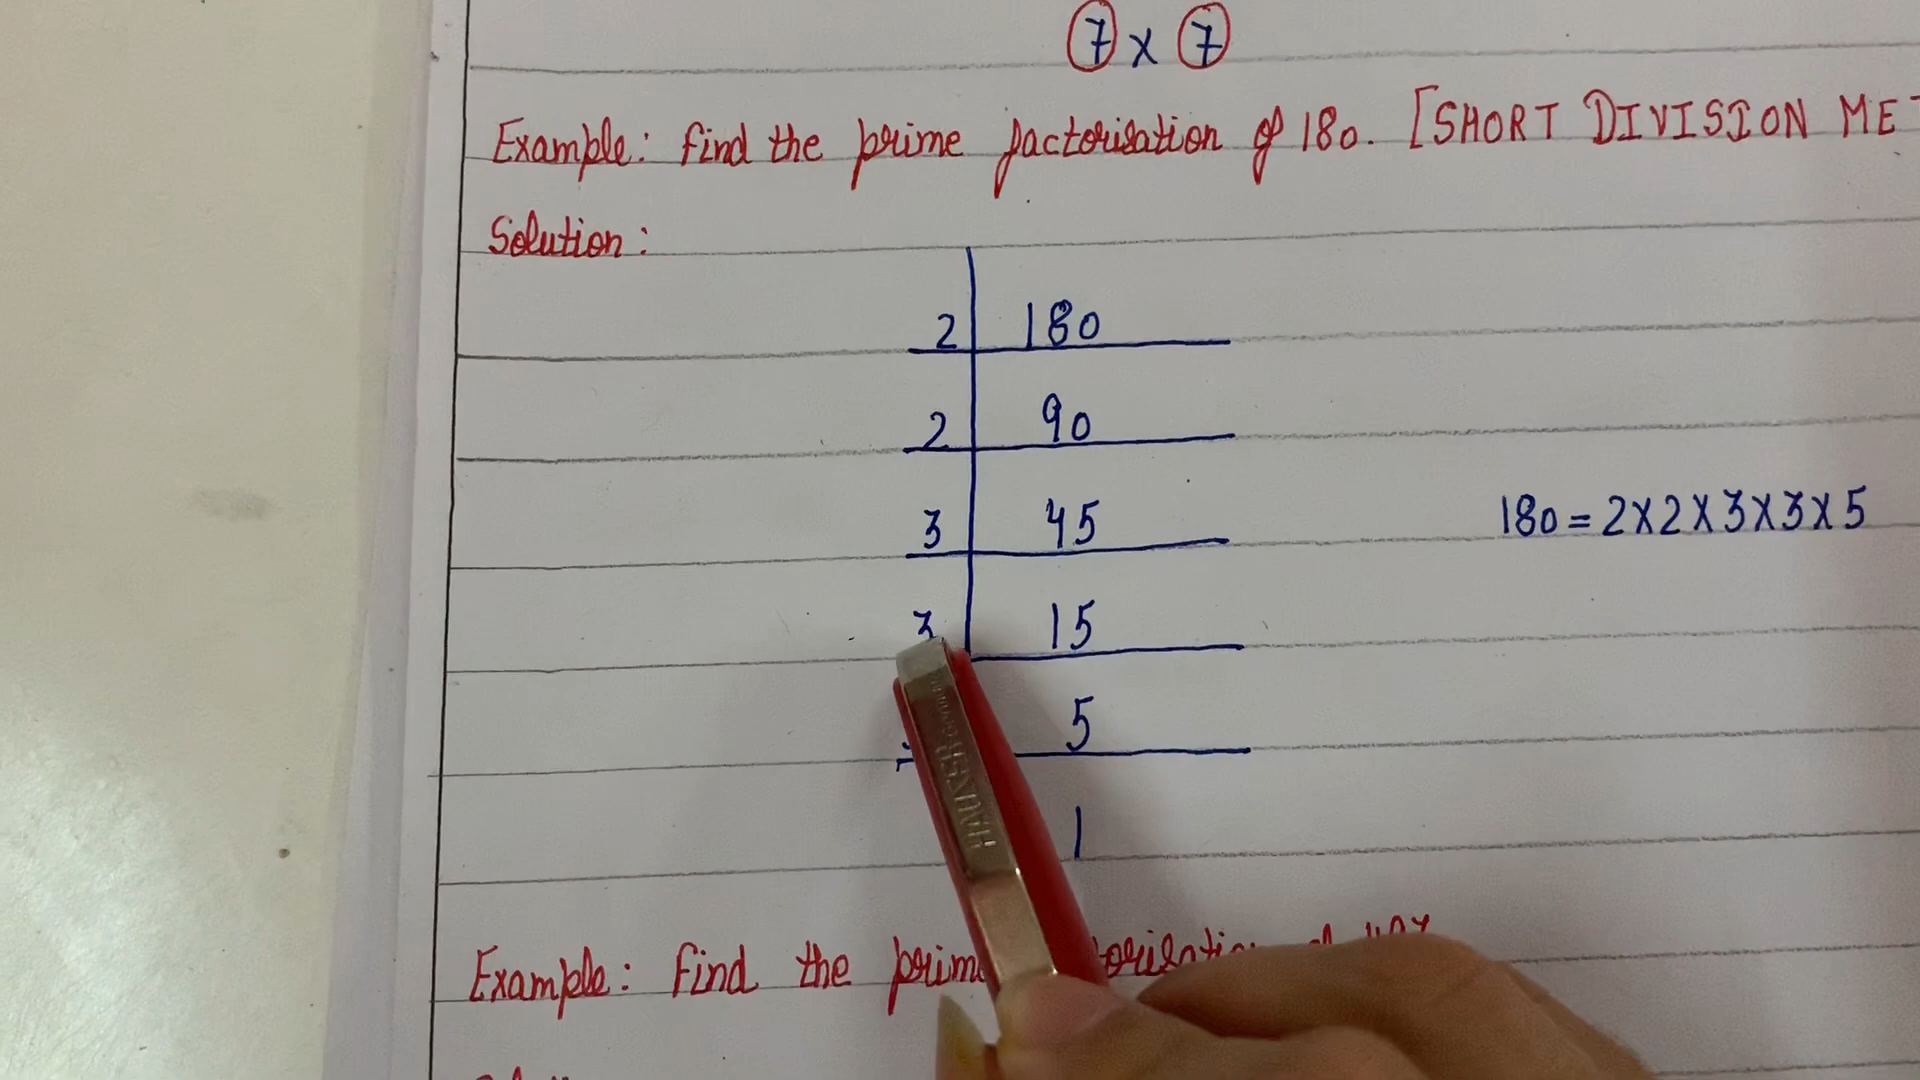 7 x 7
Example: find the prime factorisation of 180. [SHORT DIVISION ME
Solution:
2 180
2 90
3 45
180 = 2X2X3X3X5
3 15
5
1
Example: find the